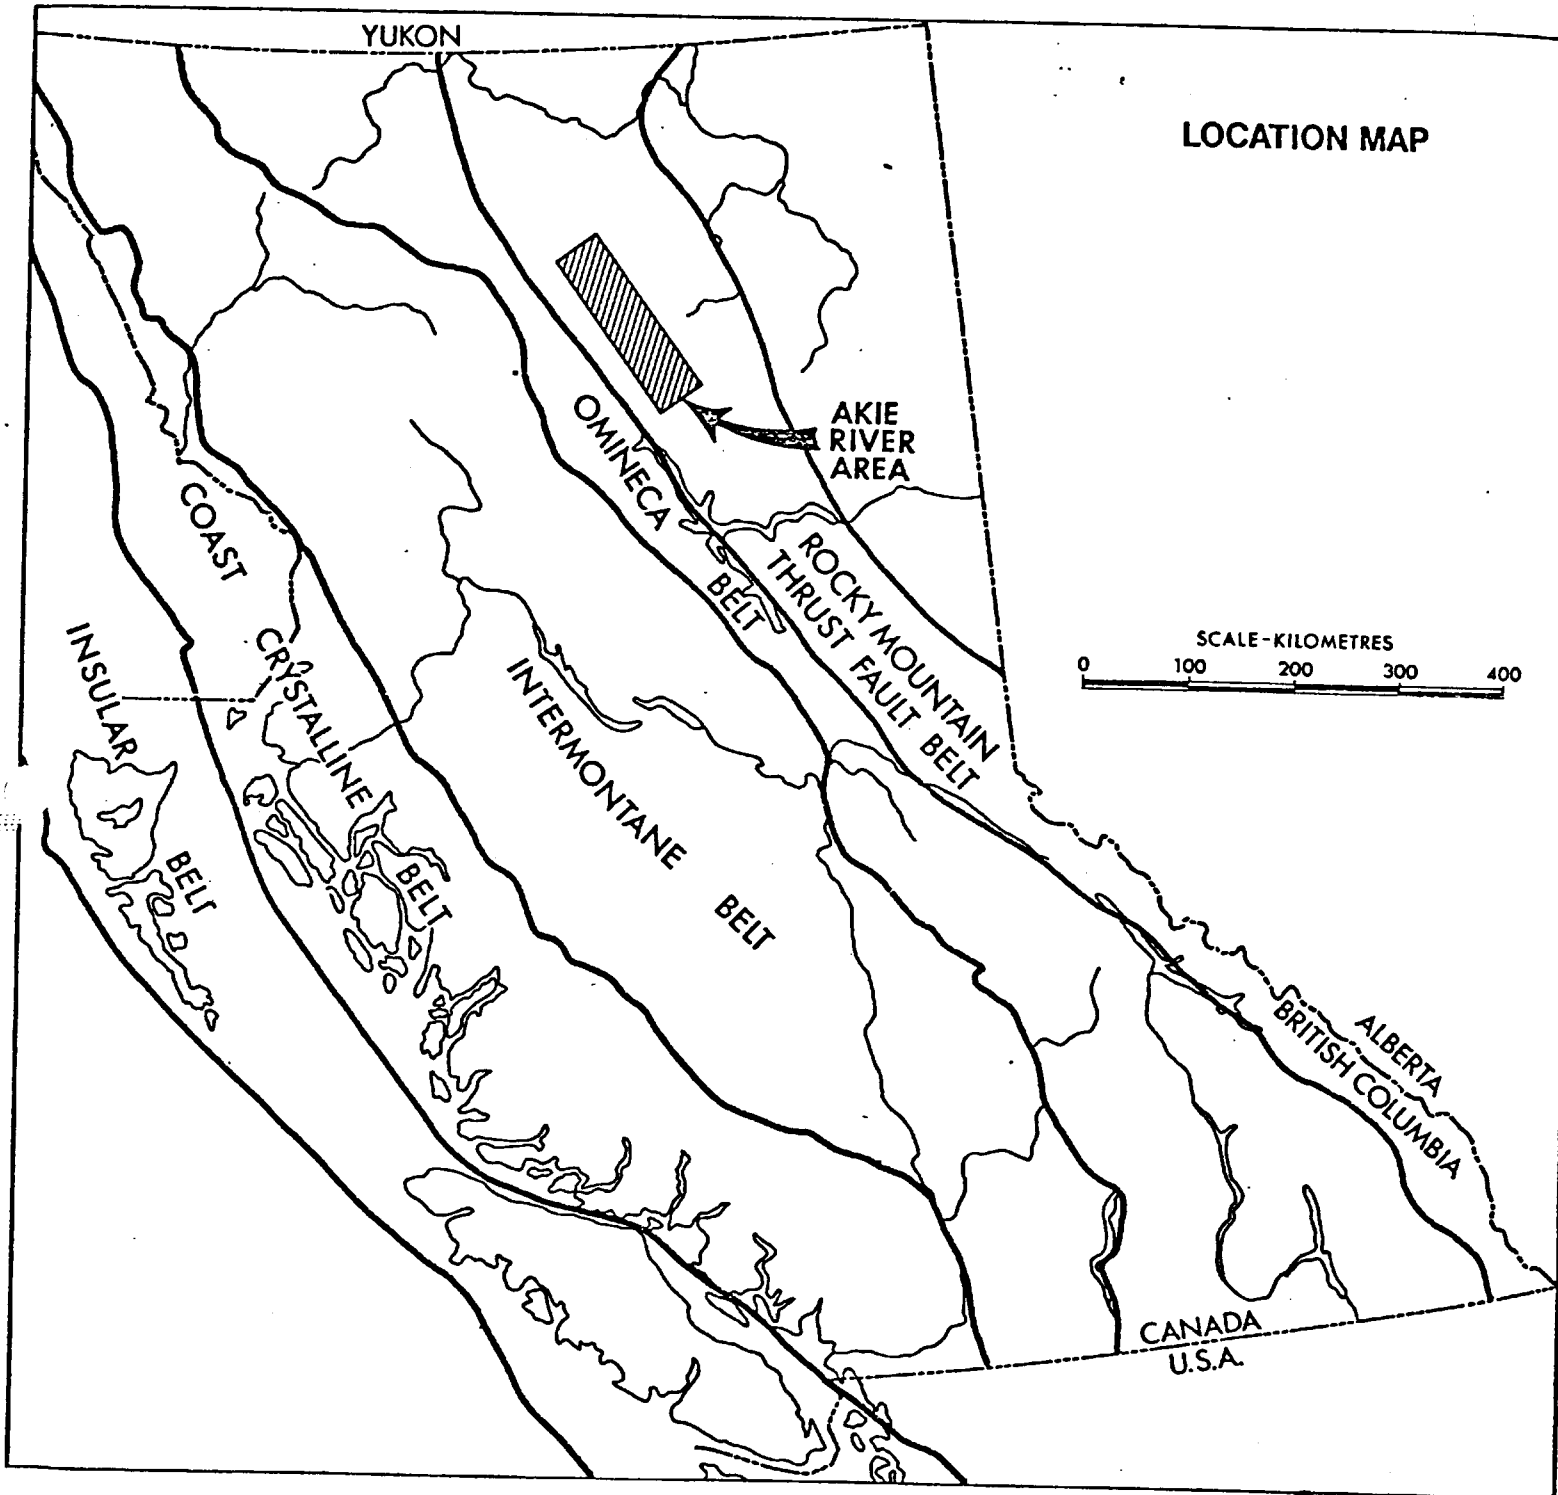 YUKON
LOCATION MAP
AKIE
RIVER
AREA
OMINECA
BELT
COAST
CRYSTALLINE
BELT
ROCKY MOUNTAIN
THRUST FAULT BELT
INSULAR
BELT
INTERMONTANE
BELT
SCALE-KILOMETRES
0 100 200 300 400
ALBERTA
BRITISH COLUMBIA
CANADA
U.S.A.